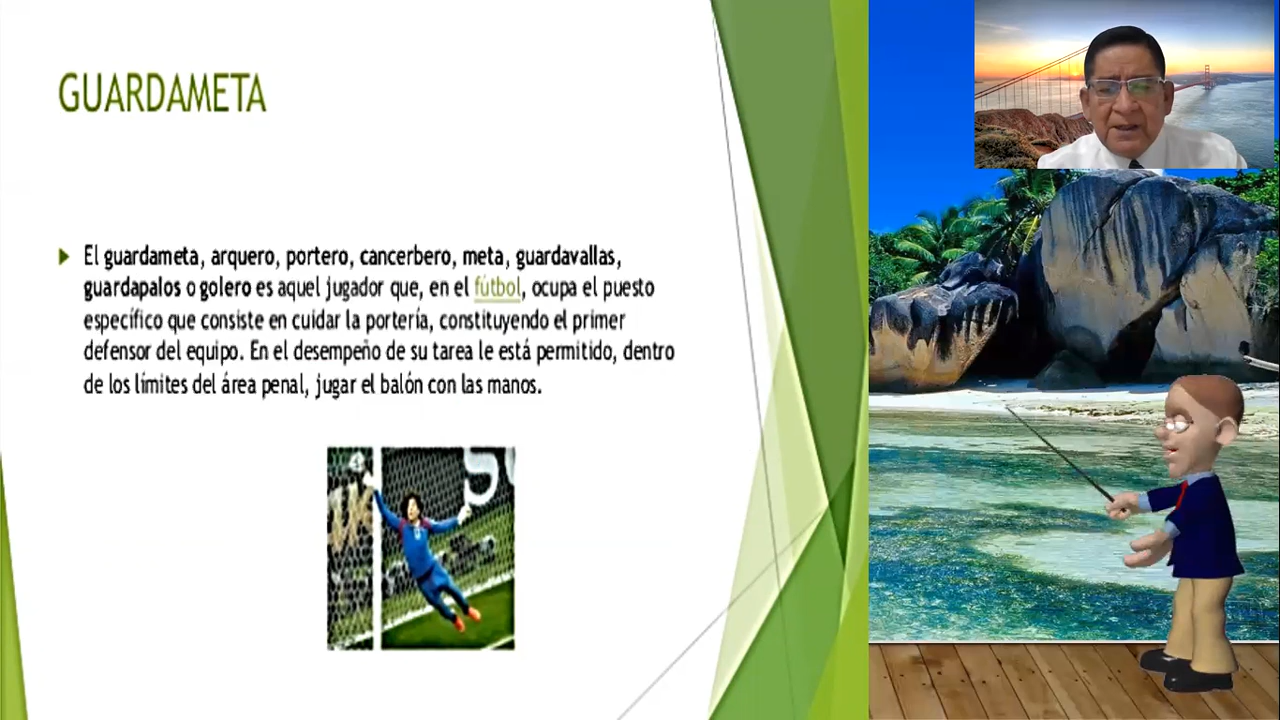 GUARDAMETA
El guardameta, arquero, portero, cancerbero, meta, guardavallas,
guardapalos o golero es aquel jugador que, en el fútbol, ocupa el puesto
específico que consiste en cuidar la portería, constituyendo el primer
defensor del equipo. En el desempeño de su tarea le está permitido, dentro
de los límites del área penal, jugar el balón con las manos.